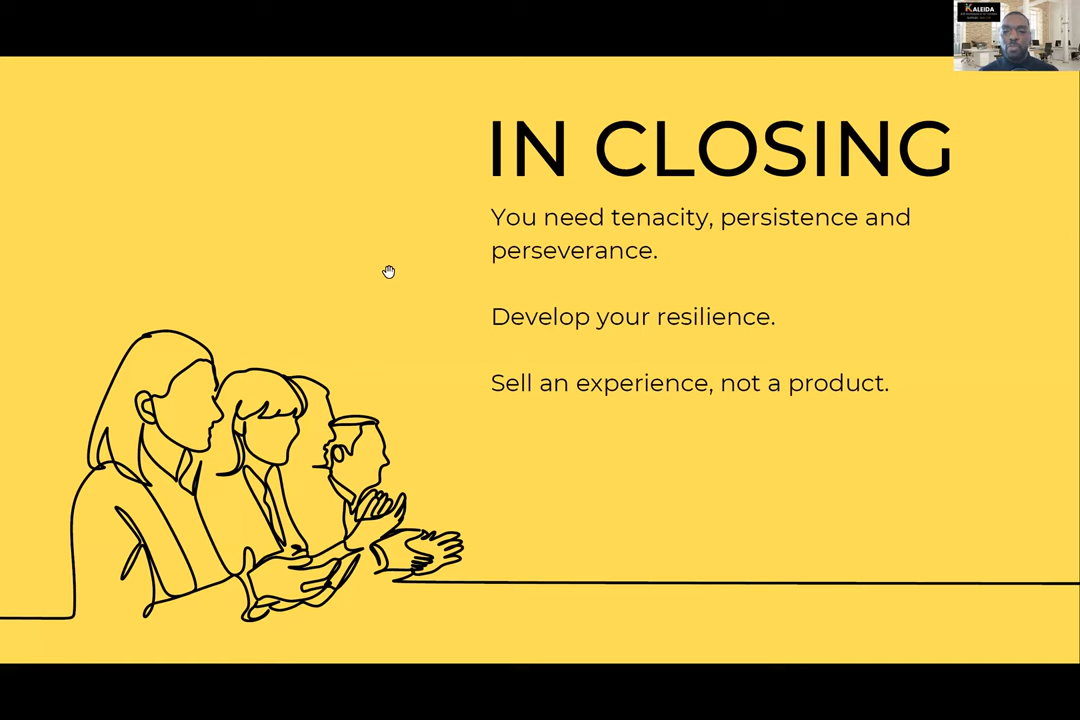 KALEIDA
IN CLOSING
You need tenacity, persistence and
perseverance.
Develop your resilience.
Sell an experience, not a product.